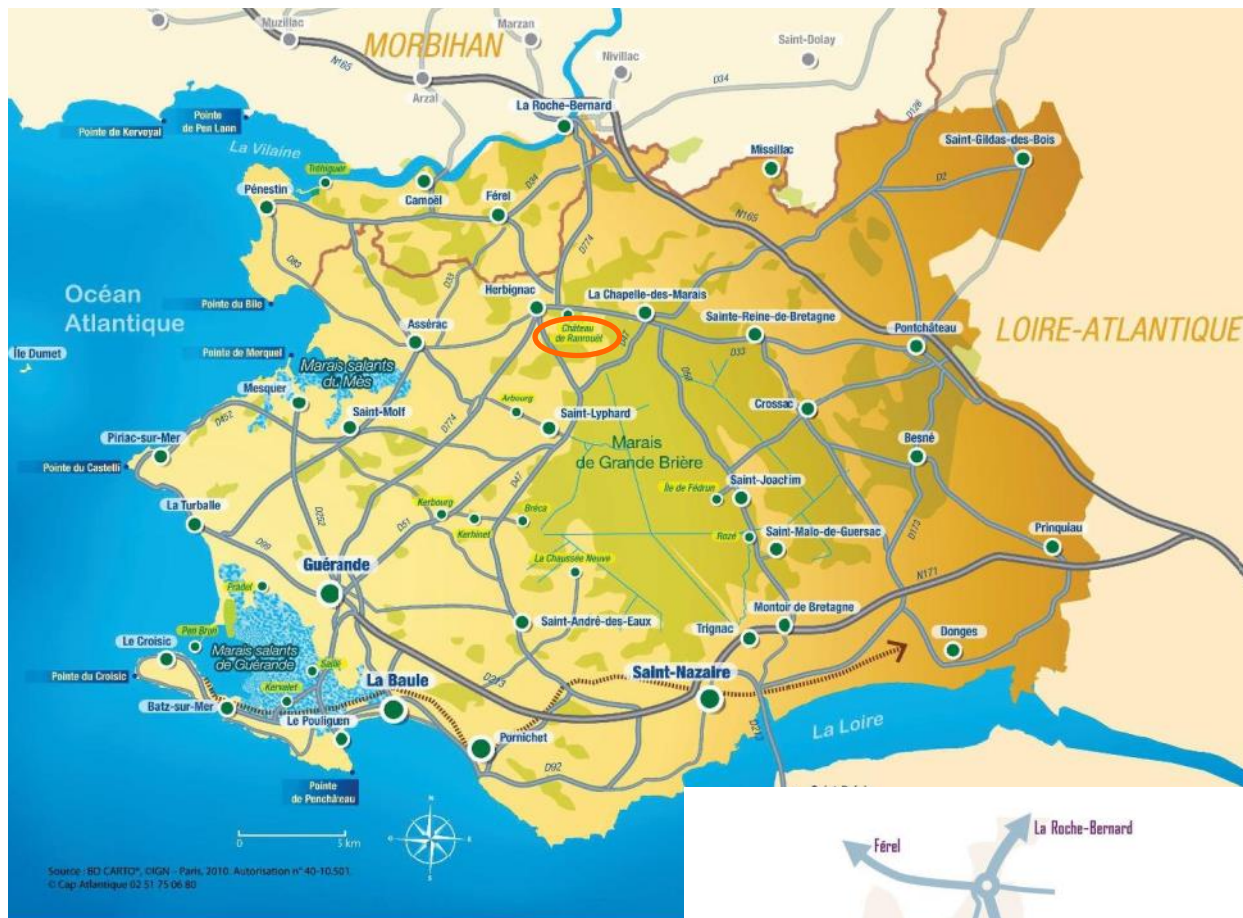 Muzillac
Marzan
MORBIHAN
N165
Nivillac
Saint-Dolay
D34
Arzal
La Roche-Bernard
D126
Pointe de Kervoyal
Pointe
de Pen Lann
La Vilaine
Tréhiguier
Missillac
Saint-Gildas-des-Bois
D2
Pénestin
Camoël
Férel
D34
N165
D774
D83
D33
Pointe du Bile
Herbignac
La Chapelle-des-Marais
Océan
Atlantique
Château
de Ranrouët
D47
Sainte-Reine-de-Bretagne
Pontchâteau
LOIRE-ATLANTIQUE
Assérac
D33
Île Dumet
Pointe de Merquel
Marais salants
du Mès
D50
Mesquer
Arbourg
Crossac
D452
Saint-Molf
D774
Saint-Lyphard
Piriac-sur-Mer
Besné
Pointe du Castelli
Marais
de Grande Brière
D47
Île de Fédrun
Saint-Joachim
La Turballe
D252
D51
Kerbourg
Kerhinet
Bréca
Rozé
Saint-Malo-de-Guersac
D773
Prinquiau
D99
La Chaussée Neuve
Guérande
N171
Pradel
Saint-André-des-Eaux
Montoir de Bretagne
Trignac
Donges
Pen Bron
Le Croisic
Marais salants
de Guérande
Saillé
Pointe du Croisic
Kervalet
La Baule
D213
Saint-Nazaire
Batz-sur-Mer
Le Pouliguen
Pornichet
D213
La Loire
D92
Pointe
de Penchâteau
N
O
E
S
0
5 km
Source : BD CARTO®, ©IGN - Paris, 2010. Autorisation n° 40-10.501.
© Cap Atlantique 02 51 75 06 80
La Roche-Bernard
Férel